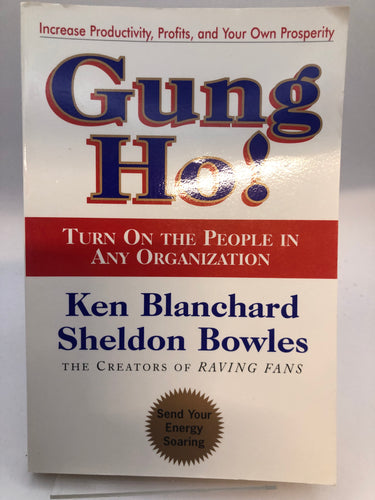 Increase Productivity, Profits, and Your Own Prosperity
Gung
Ho!
TURN ON THE PEOPLE IN
ANY ORGANIZATION
Ken Blanchard
Sheldon Bowles
THE CREATORS OF RAVING FANS
Send Your
Energy
Soaring